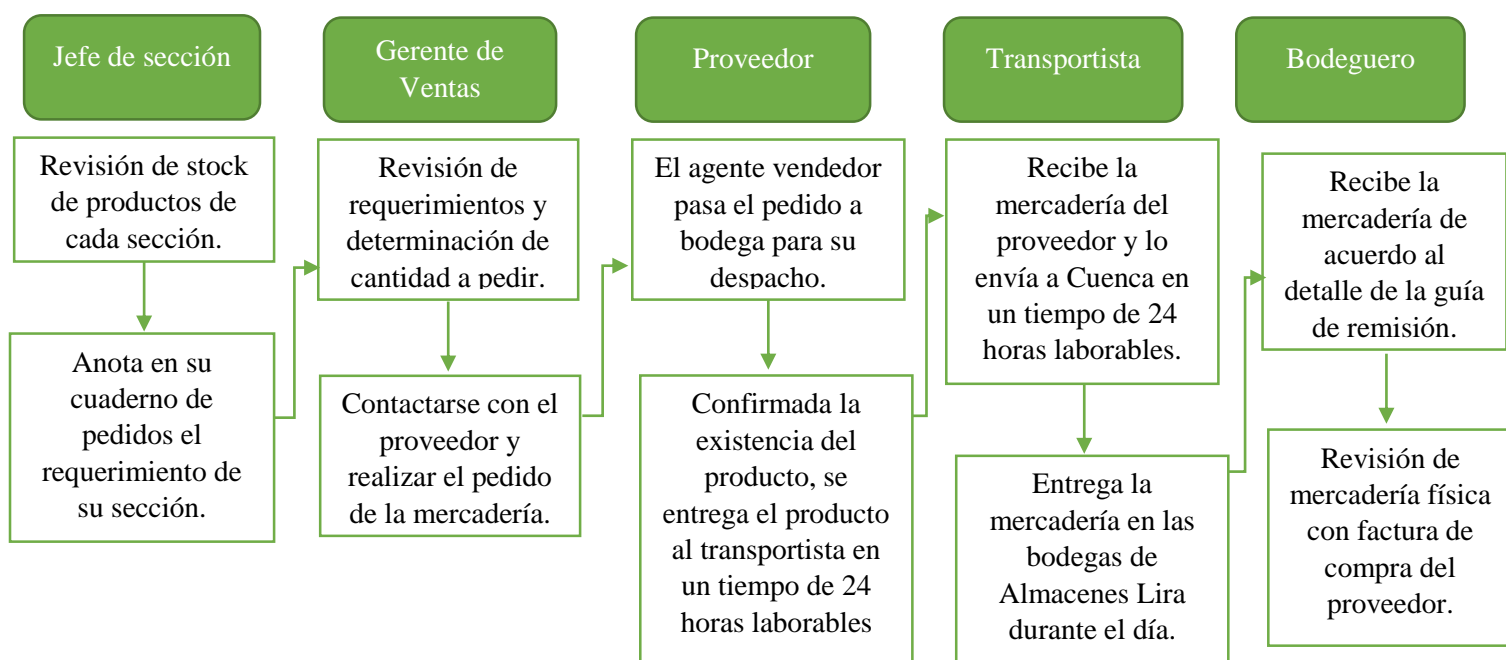 Jefe de sección
Gerente de
Ventas
Proveedor
Transportista
Bodeguero
Revisión de stock
de productos de
cada sección.
Anota en su
cuaderno de
pedidos el
requerimiento de
su sección.
Revisión de
requerimientos y
determinación de
cantidad a pedir.
Contactarse con el
proveedor y
realizar el pedido
de la mercadería.
El agente vendedor
pasa el pedido a
bodega para su
despacho.
Confirmada la
existencia del
producto, se
entrega el producto
al transportista en
un tiempo de 24
horas laborables
Recibe la
mercadería del
proveedor y lo
envía a Cuenca en
un tiempo de 24
horas laborables.
Entrega la
mercadería en las
bodegas de
Almacenes Lira
durante el día.
Recibe la
mercadería de
acuerdo al
detalle de la guía
de remisión.
Revisión de
mercadería física
con factura de
compra del
proveedor.